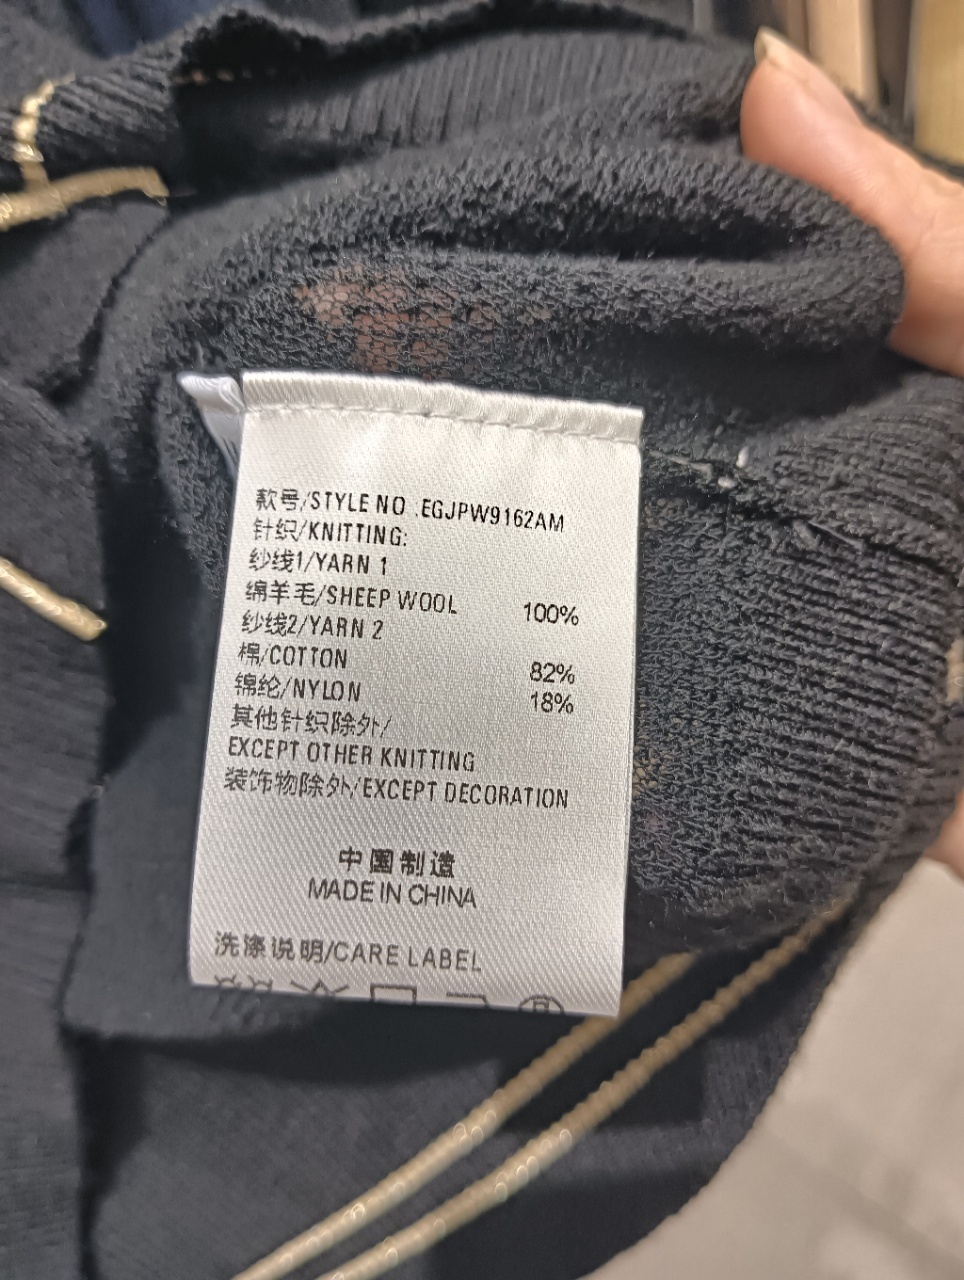 款号/STYLE NO .EGJPW9162AM
针织/KNITTING:
纱线1/YARN 1
绵羊毛/SHEEP WOOL 100%
纱线2/YARN 2
棉/COTTON 82%
锦纶/NYLON 18%
其他针织除外/
EXCEPT OTHER KNITTING
装饰物除外/EXCEPT DECORATION
中国制造
MADE IN CHINA
洗涤说明/CARE LABEL